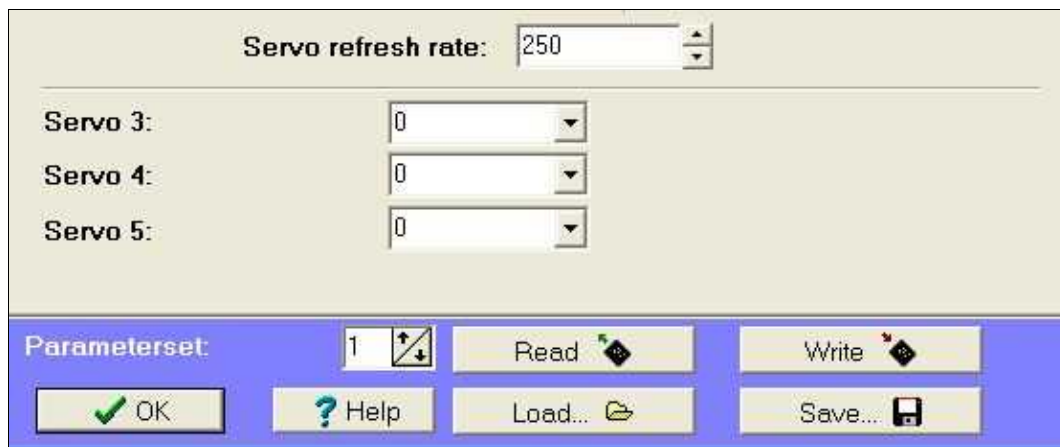 Servo refresh rate: 250
Servo 3: 0
Servo 4: 0
Servo 5: 0
Parameterset: 1 Read Write
OK Help Load... Save...